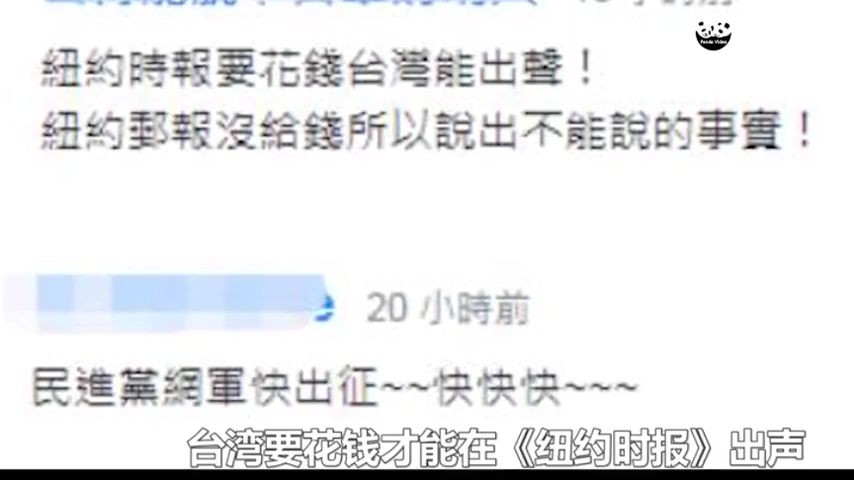 Panda Video
紐約時報要花錢台灣能出聲！
紐約郵報沒給錢所以說出不能說的事實！
20 小時前
民進黨網軍快出征~~快快快~~~
台湾要花钱才能在《纽约时报》出声